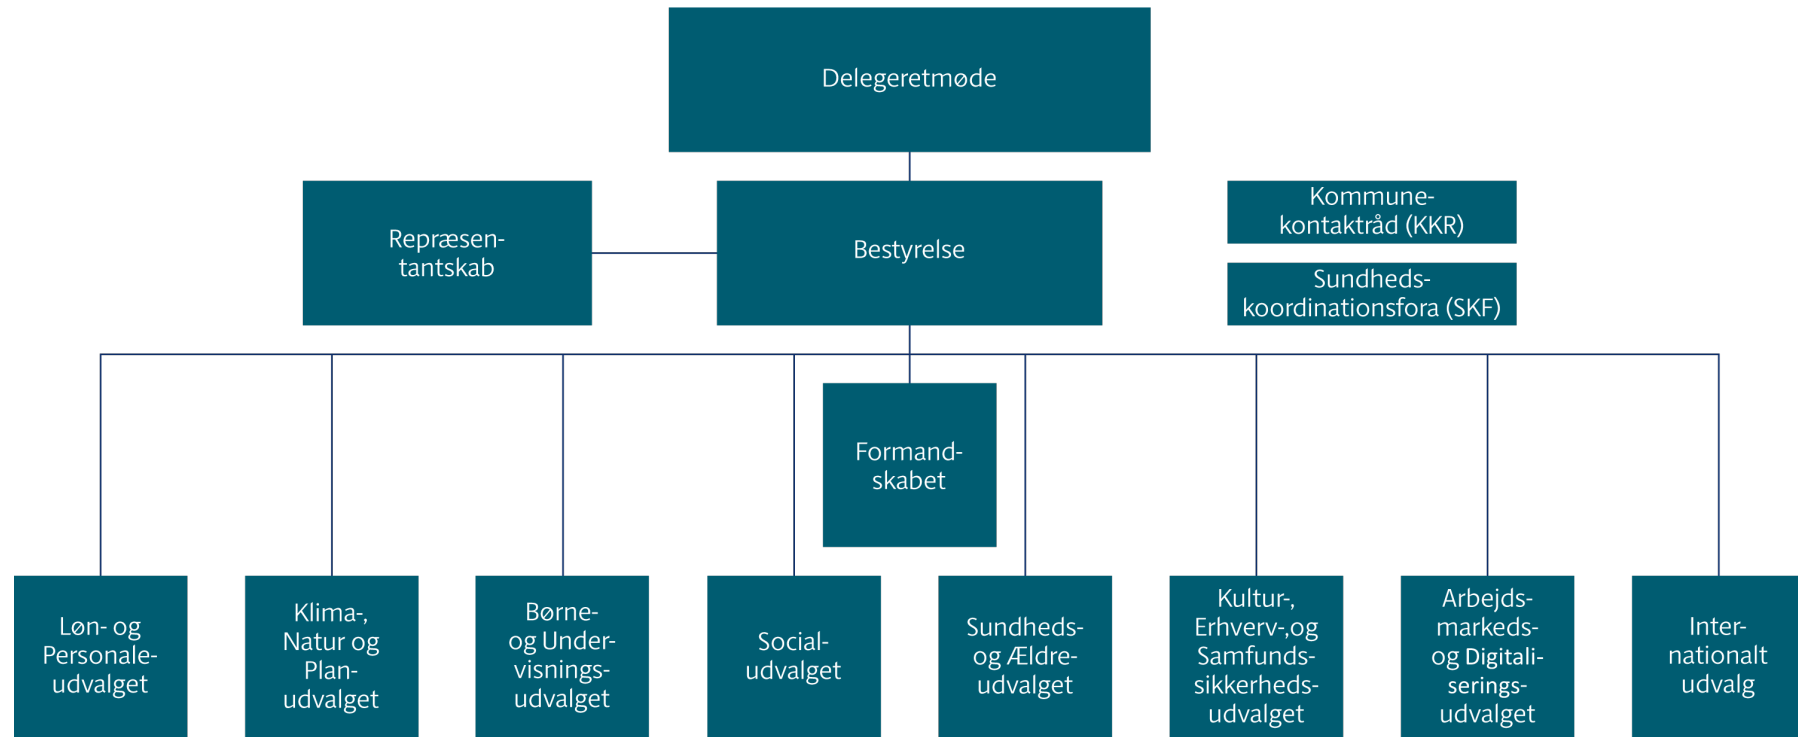 Delegeretmøde
Repræsen-
tantskab
Bestyrelse
Kommune-
kontaktråd (KKR)
Sundheds-
koordinationsfora (SKF)
Formand-
skabet
Løn- og
Personale-
udvalget
Klima-,
Natur og
Plan-
udvalget
Børne-
og Under-
visnings-
udvalget
Social-
udvalget
Sundheds-
og Ældre-
udvalget
Kultur-,
Erhverv-,og
Samfunds-
sikkerheds-
udvalget
Arbejds-
markeds-
og Digitali-
serings-
udvalget
Inter-
nationalt
udvalg